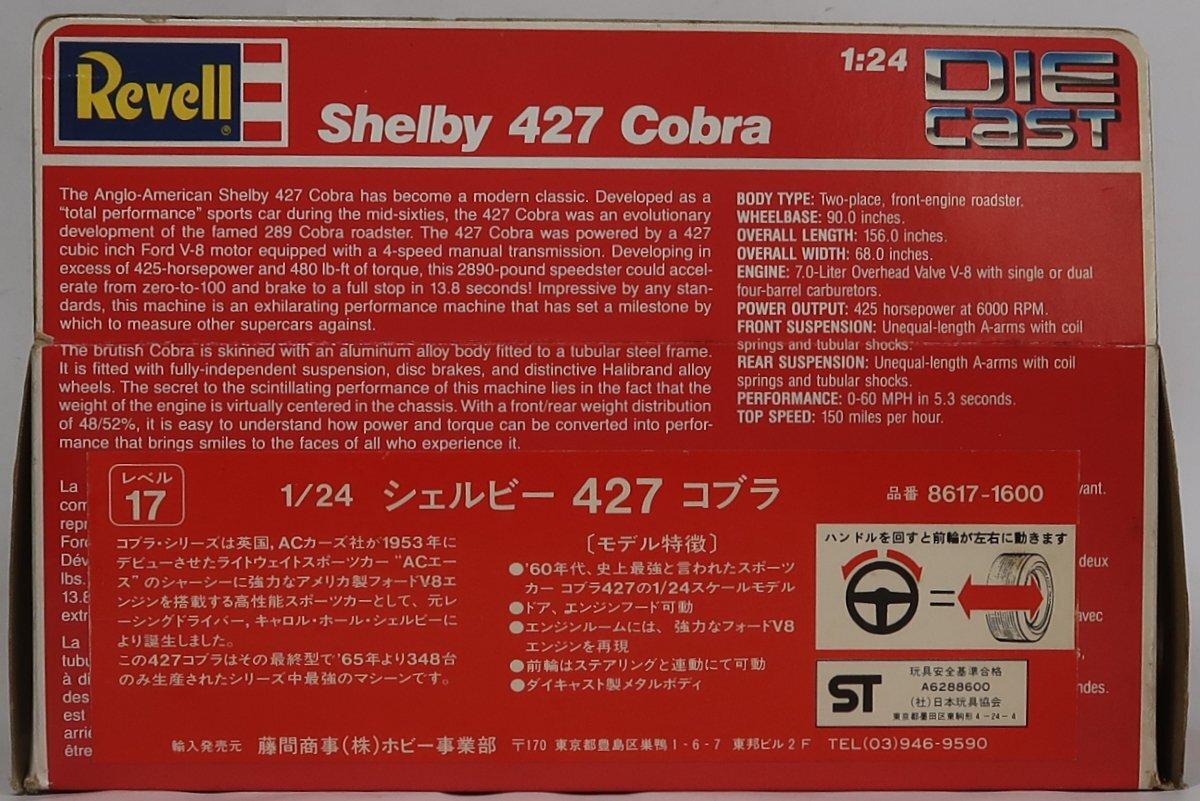 Revell
®
Shelby 427 Cobra
1:24
DIE
CAST
The Anglo-American Shelby 427 Cobra has become a modern classic. Developed as a
“total performance” sports car during the mid-sixties, the 427 Cobra was an evolutionary
development of the famed 289 Cobra roadster. The 427 Cobra was powered by a 427
cubic inch Ford V-8 motor equipped with a 4-speed manual transmission. Developing in
excess of 425-horsepower and 480 lb-ft of torque, this 2890-pound speedster could accel-
erate from zero-to-100 and brake to a full stop in 13.8 seconds! Impressive by any stan-
dards, this machine is an exhilarating performance machine that has set a milestone by
which to measure other supercars against.
The brutish Cobra is skinned with an aluminum alloy body fitted to a tubular steel frame.
It is fitted with fully-independent suspension, disc brakes, and distinctive Halibrand alloy
wheels. The secret to the scintillating performance of this machine lies in the fact that the
weight of the engine is virtually centered in the chassis. With a front/rear weight distribution
of 48/52%, it is easy to understand how power and torque can be converted into perfor-
mance that brings smiles to the faces of all who experience it.
BODY TYPE: Two-place, front-engine roadster.
WHEELBASE: 90.0 inches.
OVERALL LENGTH: 156.0 inches.
OVERALL WIDTH: 68.0 inches.
ENGINE: 7.0-Liter Overhead Valve V-8 with single or dual
four-barrel carburetors.
POWER OUTPUT: 425 horsepower at 6000 RPM.
FRONT SUSPENSION: Unequal-length A-arms with coil
springs and tubular shocks.
REAR SUSPENSION: Unequal-length A-arms with coil
springs and tubular shocks.
PERFORMANCE: 0-60 MPH in 5.3 seconds.
TOP SPEED: 150 miles per hour.
La
com
repr
Ford
Dév
lbs.
13.8
extr
La
tubu
à di
des
est
arriè
être
vant.
deux
avec
s,
ndes.
レベル
17
1/24 シェルビー 427 コブラ
品番 8617-1600
コブラ・シリーズは英国, ACカーズ社が1953年に
デビューさせたライトウェイトスポーツカー “ACエー
ス” のシャーシーに強力なアメリカ製フォードV8エ
ンジンを搭載する高性能スポーツカーとして、元レ
ーシングドライバー, キャロル・ホール・シェルビーに
より誕生しました。
この427コブラはその最終型で'65年より348台
のみ生産されたシリーズ中最強のマシーンです。
〔モデル特徴〕
●'60年代、史上最強と言われたスポーツ
カー コブラ427の1/24スケールモデル
●ドア、エンジンフード可動
●エンジンルームには、強力なフォードV8
エンジンを再現
●前輪はステアリングと連動にて可動
●ダイキャスト製メタルボディ
ハンドルを回すと前輪が左右に動きます
=
ST
玩具安全基準合格
A6288600
(社)日本玩具協会
東京都墨田区東駒形4-24-4
輸入発売元 藤間商事(株)ホビー事業部 〒170 東京都豊島区巣鴨1-6-7 東邦ビル2F TEL(03)946-9590